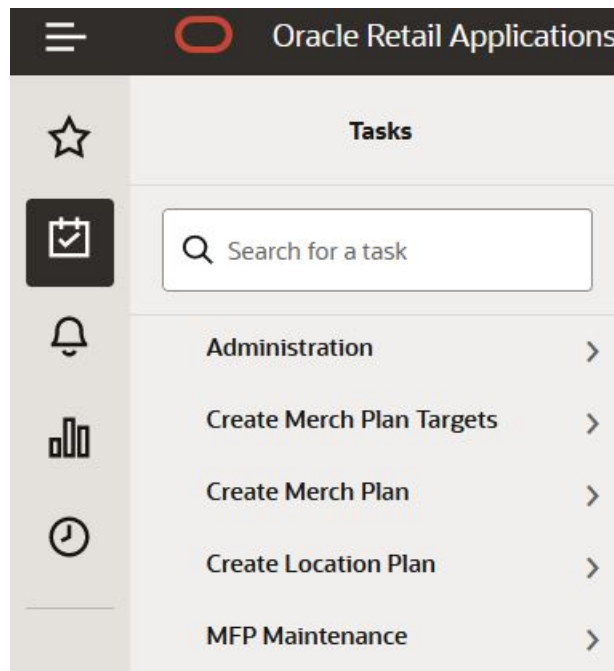 Oracle Retail Applications
Tasks
Search for a task
Administration
Create Merch Plan Targets
Create Merch Plan
Create Location Plan
MFP Maintenance